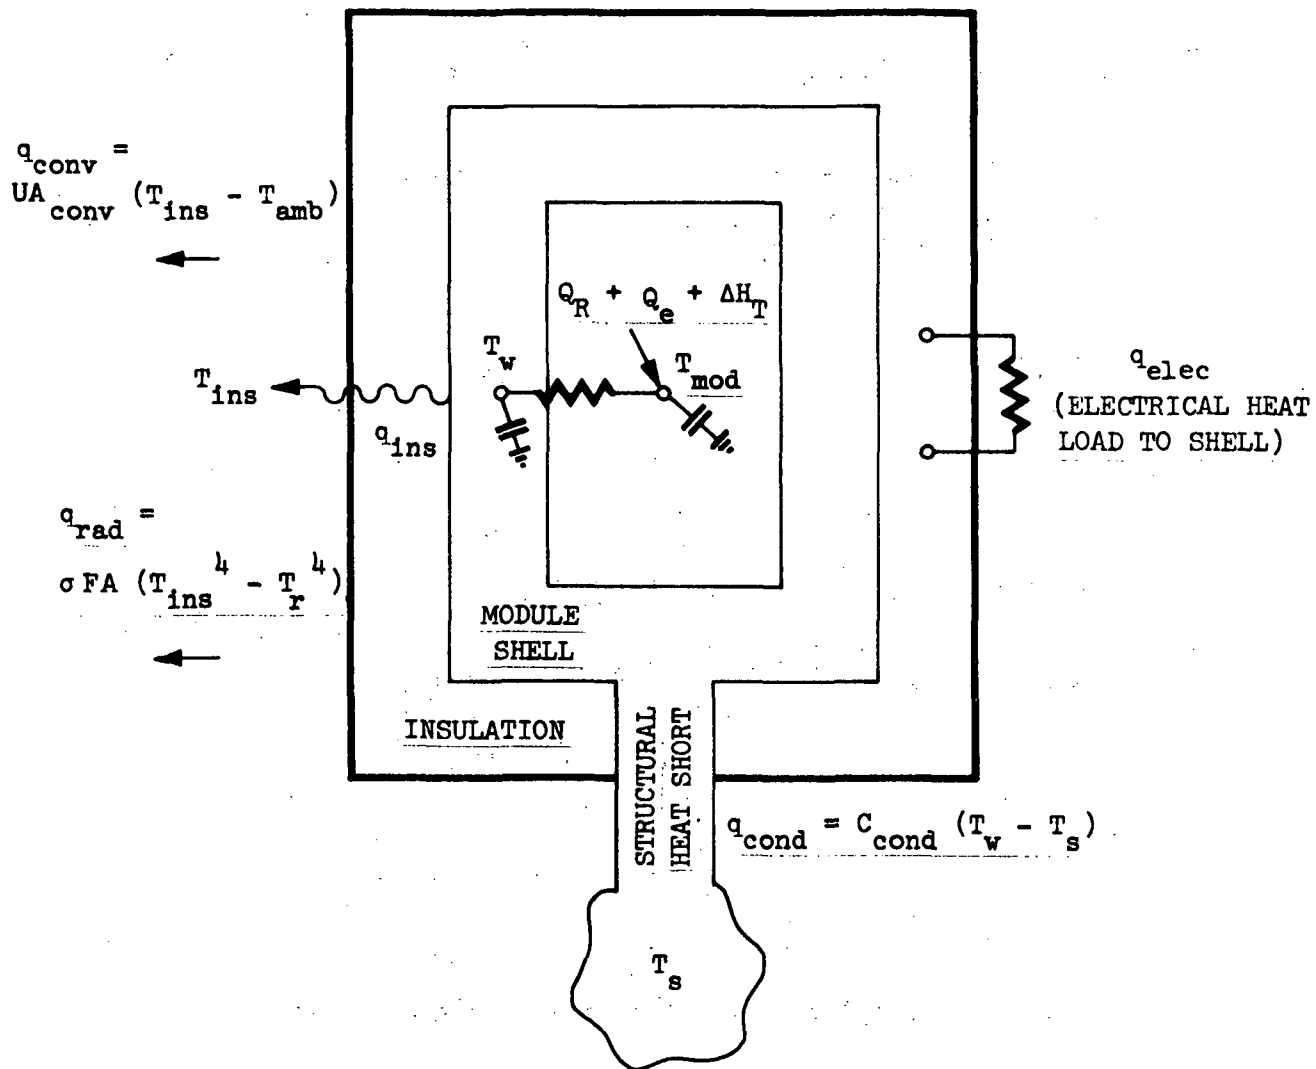 q_conv =
UA_conv (T_ins - T_amb)
Q_R + Q_e + ΔH_T
T_w
T_mod
T_ins
q_ins
q_elec
(ELECTRICAL HEAT
LOAD TO SHELL)
q_rad =
σFA (T_ins^4 - T_r^4)
MODULE
SHELL
INSULATION
STRUCTURAL
HEAT SHORT
q_cond = C_cond (T_w - T_s)
T_s